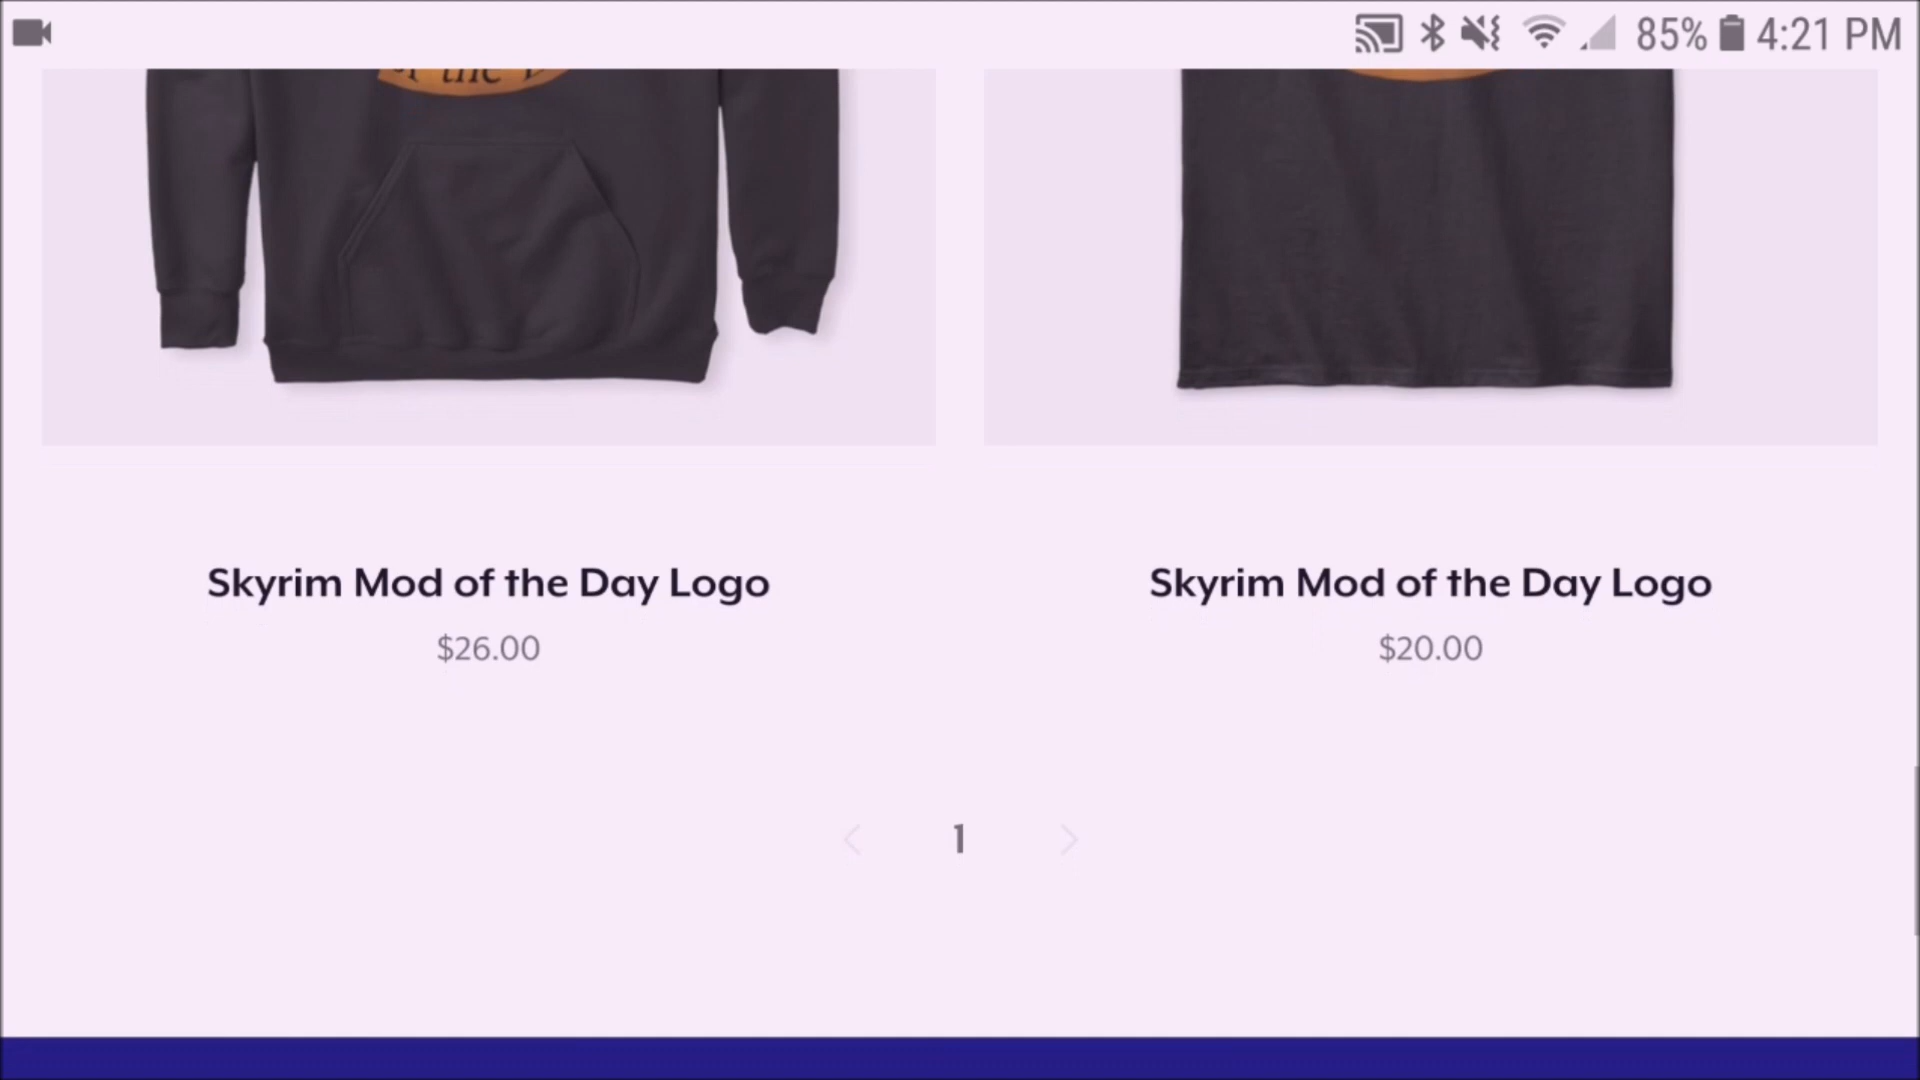 85% 4:21 PM
the
Skyrim Mod of the Day Logo
$26.00
Skyrim Mod of the Day Logo
$20.00
1